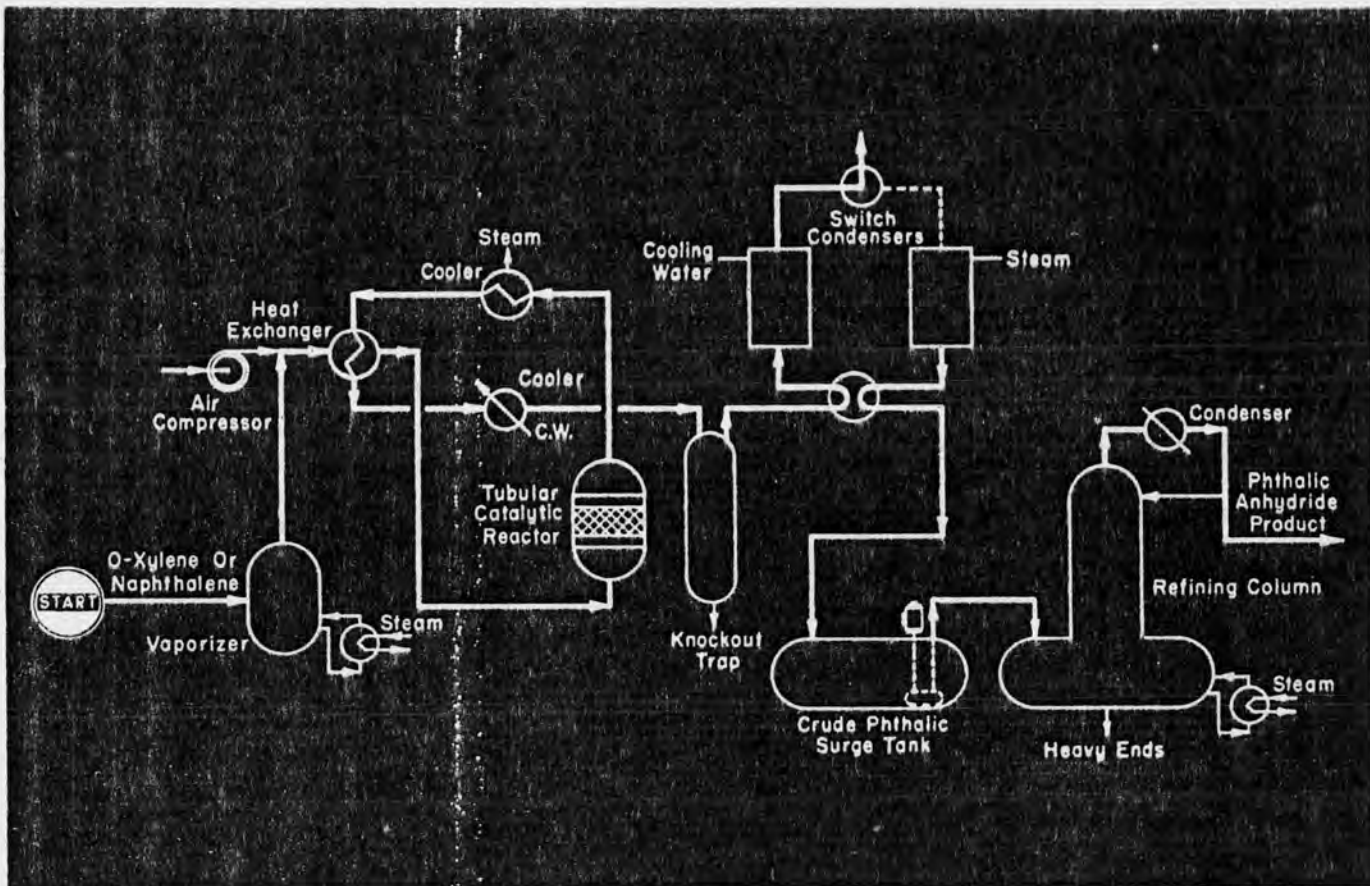 Switch
Condensers
Cooling
Water
Steam
Steam
Cooler
Heat
Exchanger
Air
Compressor
Cooler
C.W.
Condenser
Tubular
Catalytic
Reactor
Phthalic
Anhydride
Product
START
O-Xylene Or
Naphthalene
Vaporizer
Steam
Knockout
Trap
Refining Column
Crude Phthalic
Surge Tank
Steam
Heavy Ends